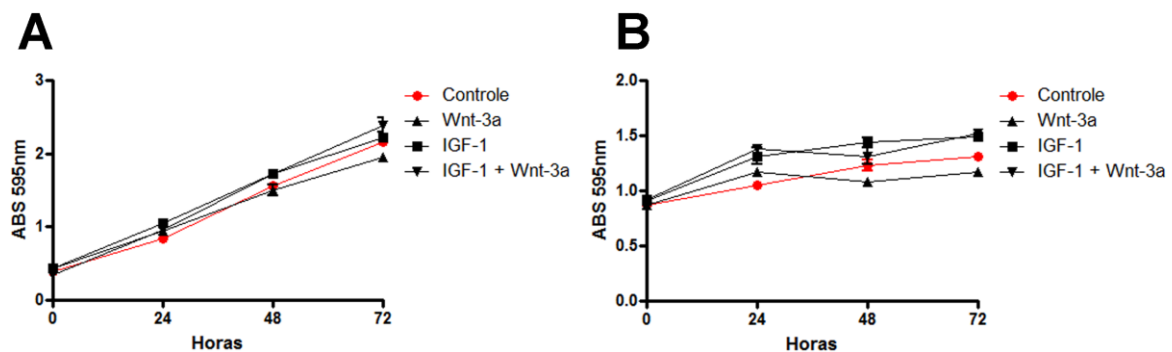 A
ABS 595nm
3
2
1
0
0 24 48 72
Horas
Controle
Wnt-3a
IGF-1
IGF-1 + Wnt-3a
B
ABS 595nm
2.0
1.5
1.0
0.5
0.0
0 24 48 72
Horas
Controle
Wnt-3a
IGF-1
IGF-1 + Wnt-3a